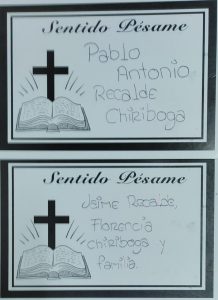 Sentido Pésame
Pablo
Antonio
Recalde
Chiriboga
Sentido Pésame
Jaime Recalde,
Florencia
Chiriboga y
Familia.